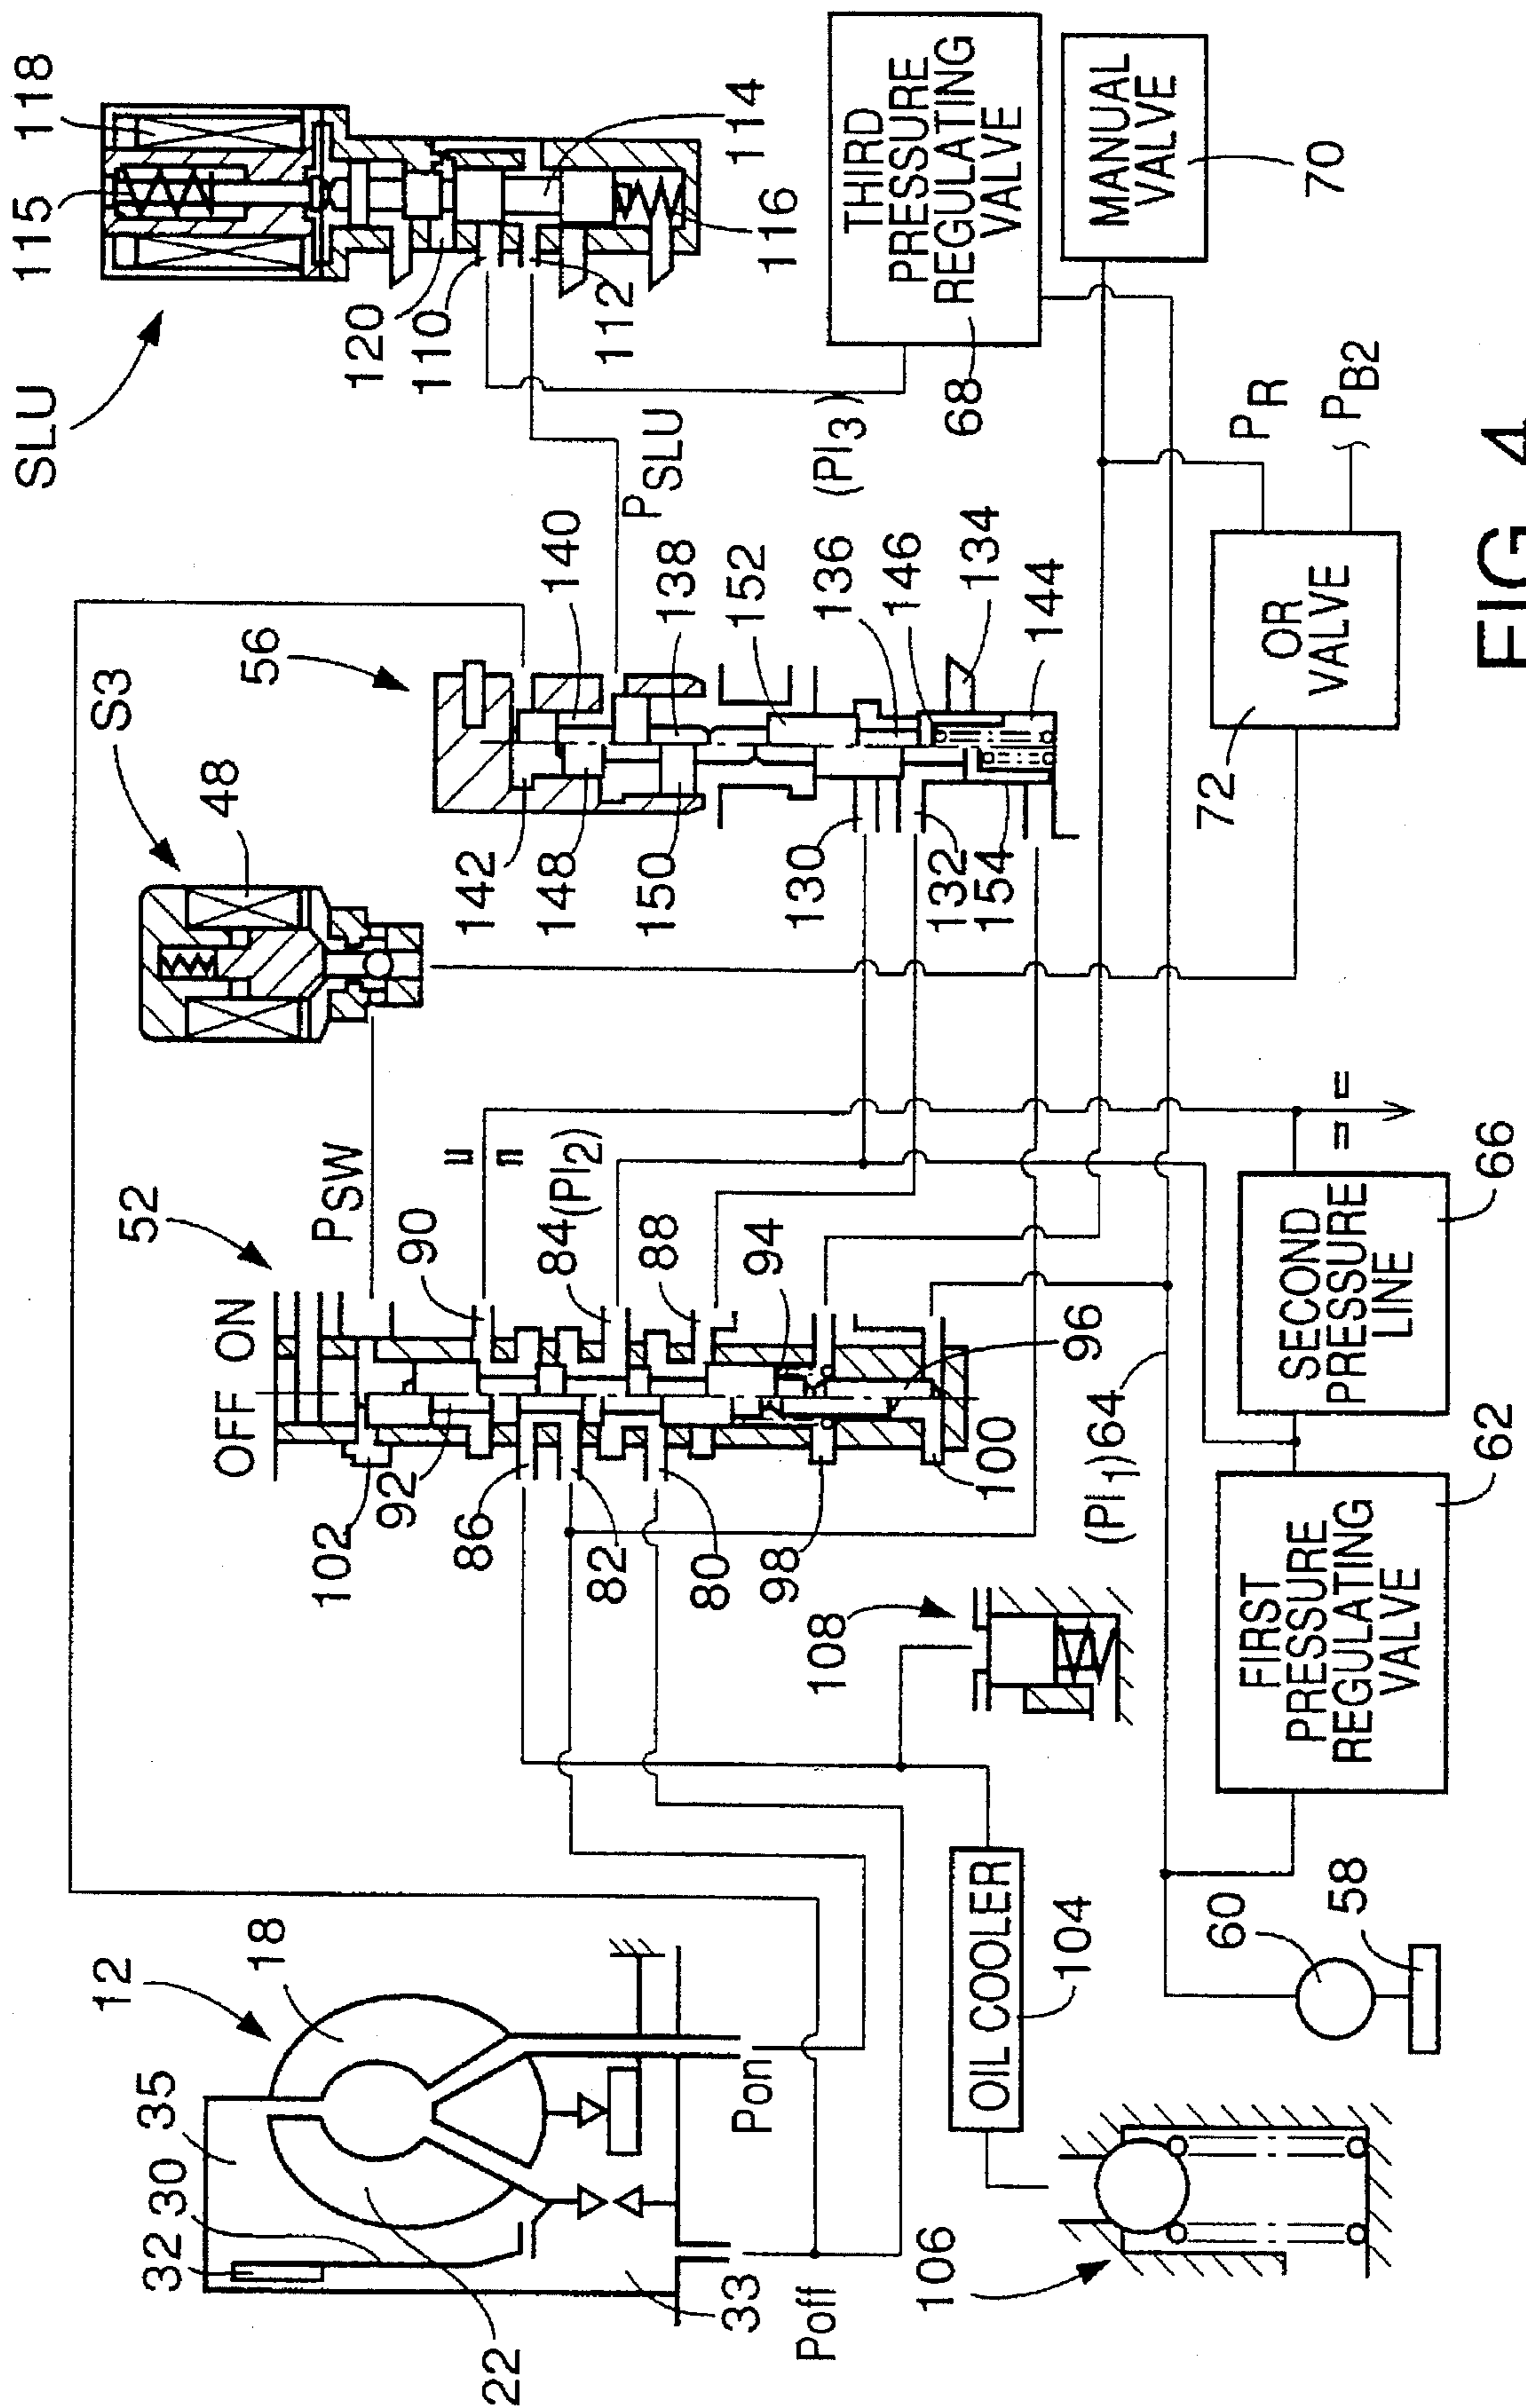 SLU
115
118
S3
12
52
18
35
30
32
OFF ON
48
56
PSW
102
92
90
120
110
22
142
148
140
86
84(Pl2)
82
112
PSLU
150
138
88
80
33
Pon
94
152
114
116
98
108
130
136
Poff
146
132
134
154
106
OIL COOLER
104
100
96
144
(Pl3)
68
THIRD
PRESSURE
REGULATING
VALVE
(Pl1)64
MANUAL
VALVE
70
60
58
72
OR
VALVE
PR
PB2
FIRST
PRESSURE
REGULATING
VALVE
62
SECOND
PRESSURE
LINE
66
FIG. 4